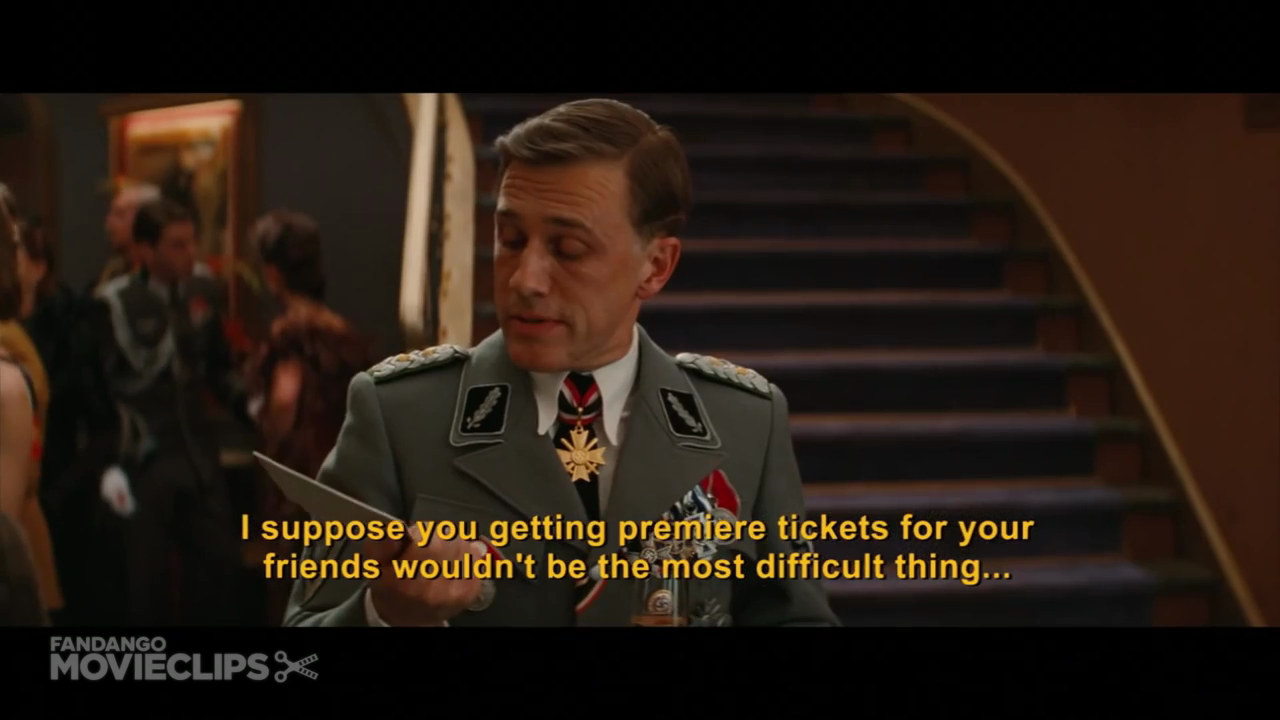 I suppose you getting premiere tickets for your
friends wouldn't be the most difficult thing...
FANDANGO
MOVIECLIPS